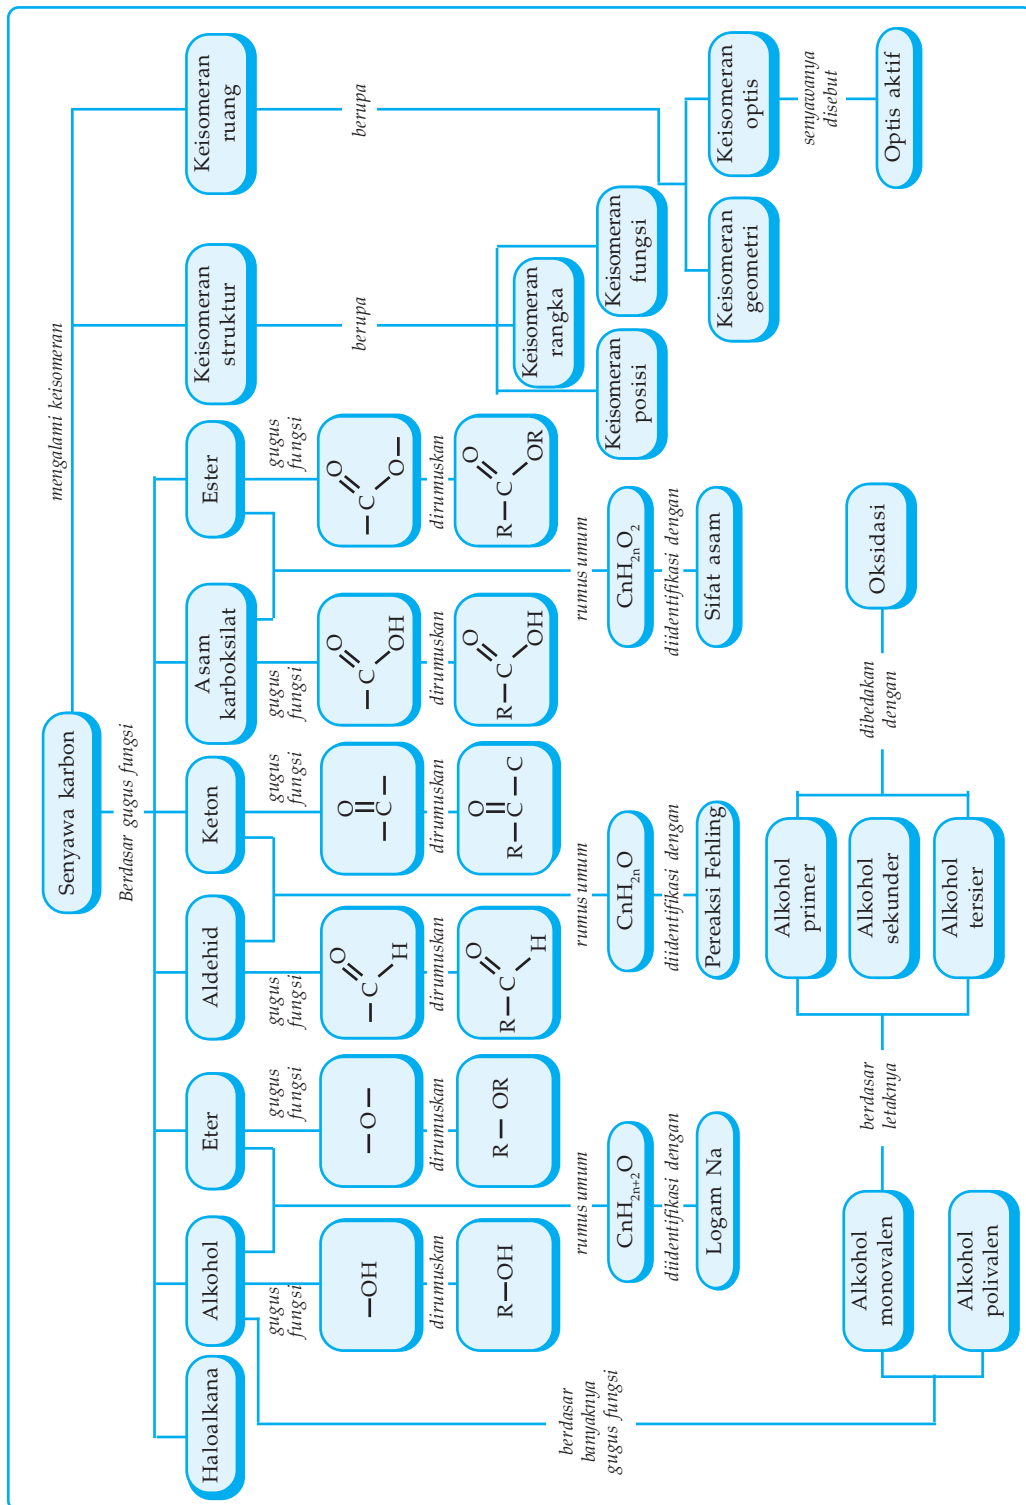 Senyawa karbon
mengalami keisomeran
Berdasar gugus fungsi
Haloalkana
Alkohol
Eter
Aldehid
Keton
Asam
karboksilat
Ester
Keisomeran
struktur
Keisomeran
ruang
gugus
fungsi
gugus
fungsi
gugus
fungsi
gugus
fungsi
gugus
fungsi
gugus
fungsi
berupa
berupa
—OH
—O—
—C
O
H
O
—C—
—C
O
OH
—C
O
O—
dirumuskan
dirumuskan
dirumuskan
dirumuskan
dirumuskan
dirumuskan
R—OH
R — OR
R—C
O
H
O
R—C—C
R—C
O
OH
R—C
O
OR
Keisomeran
rangka
Keisomeran
posisi
Keisomeran
fungsi
Keisomeran
geometri
Keisomeran
optis
senyawanya
disebut
Optis aktif
rumus umum
rumus umum
rumus umum
CnH2n+2O
CnH2nO
CnH2nO2
diidentifikasi dengan
diidentifikasi dengan
diidentifikasi dengan
Logam Na
Pereaksi Fehling
Sifat asam
berdasar
banyaknya
gugus fungsi
Alkohol
monovalen
Alkohol
polivalen
berdasar
letaknya
Alkohol
primer
Alkohol
sekunder
Alkohol
tersier
dibedakan
dengan
Oksidasi